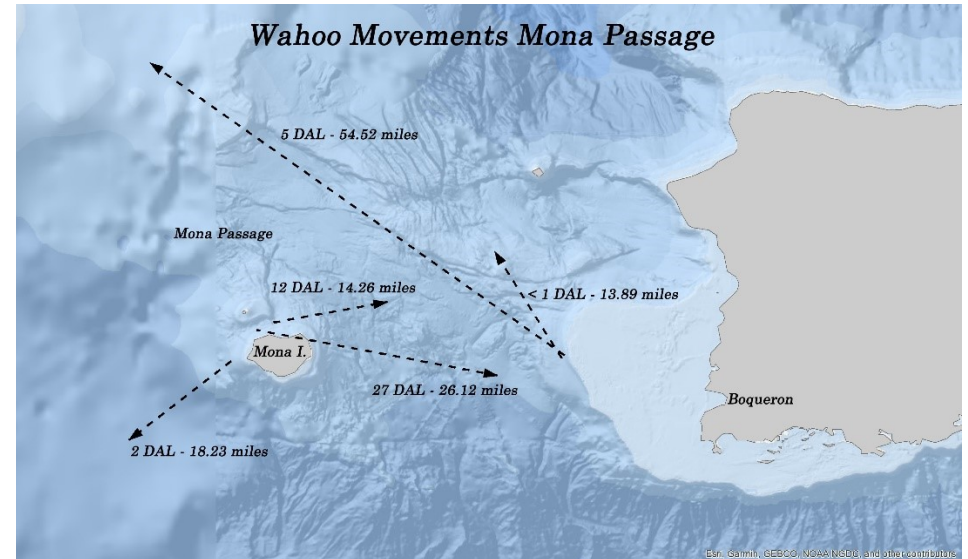 Wahoo Movements Mona Passage
5 DAL - 54.52 miles
Mona Passage
12 DAL - 14.26 miles
< 1 DAL - 13.89 miles
Mona I.
27 DAL - 26.12 miles
Boqueron
2 DAL - 18.23 miles
Esri, Garmin, GEBCO, NOAA NGDC, and other contributors